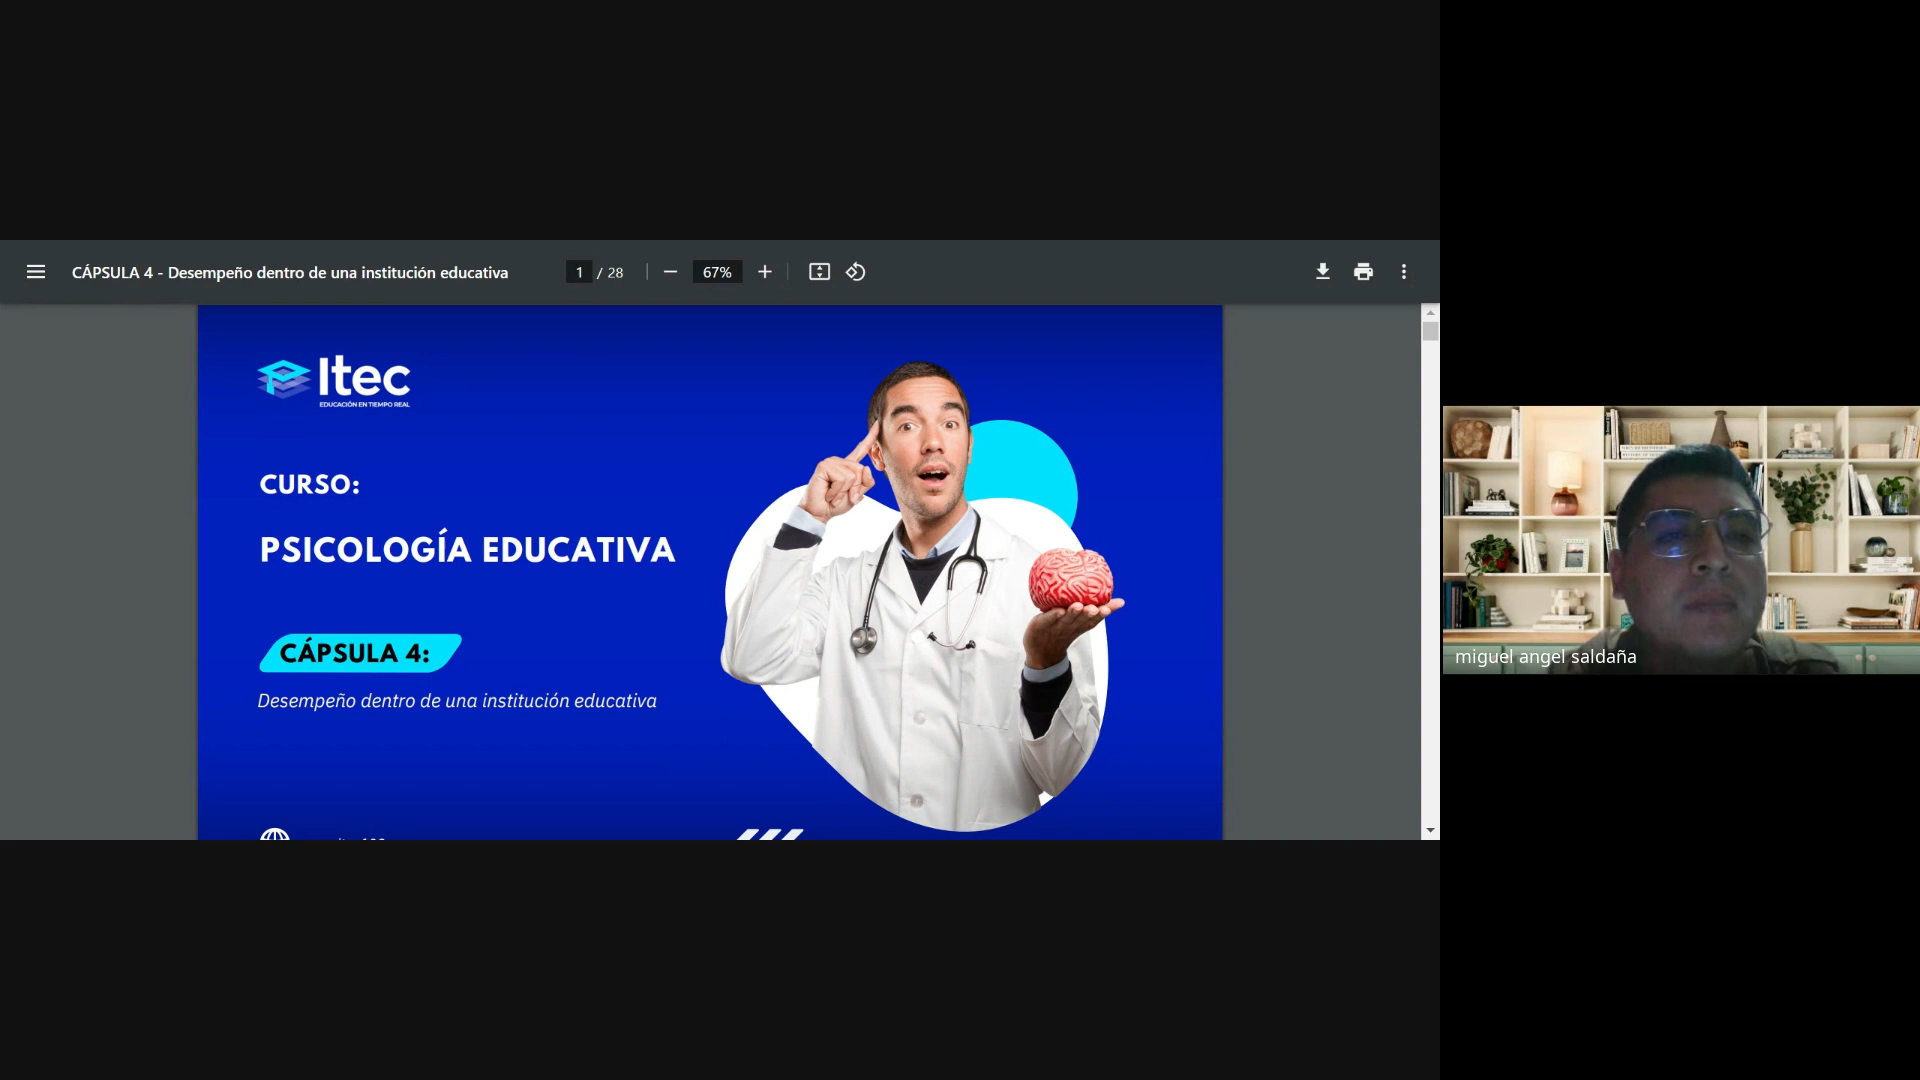 CÁPSULA 4 - Desempeño dentro de una institución educativa
1 / 28
67%
Itec
EDUCACIÓN EN TIEMPO REAL
CURSO:
PSICOLOGÍA EDUCATIVA
CÁPSULA 4:
Desempeño dentro de una institución educativa
miguel angel saldaña